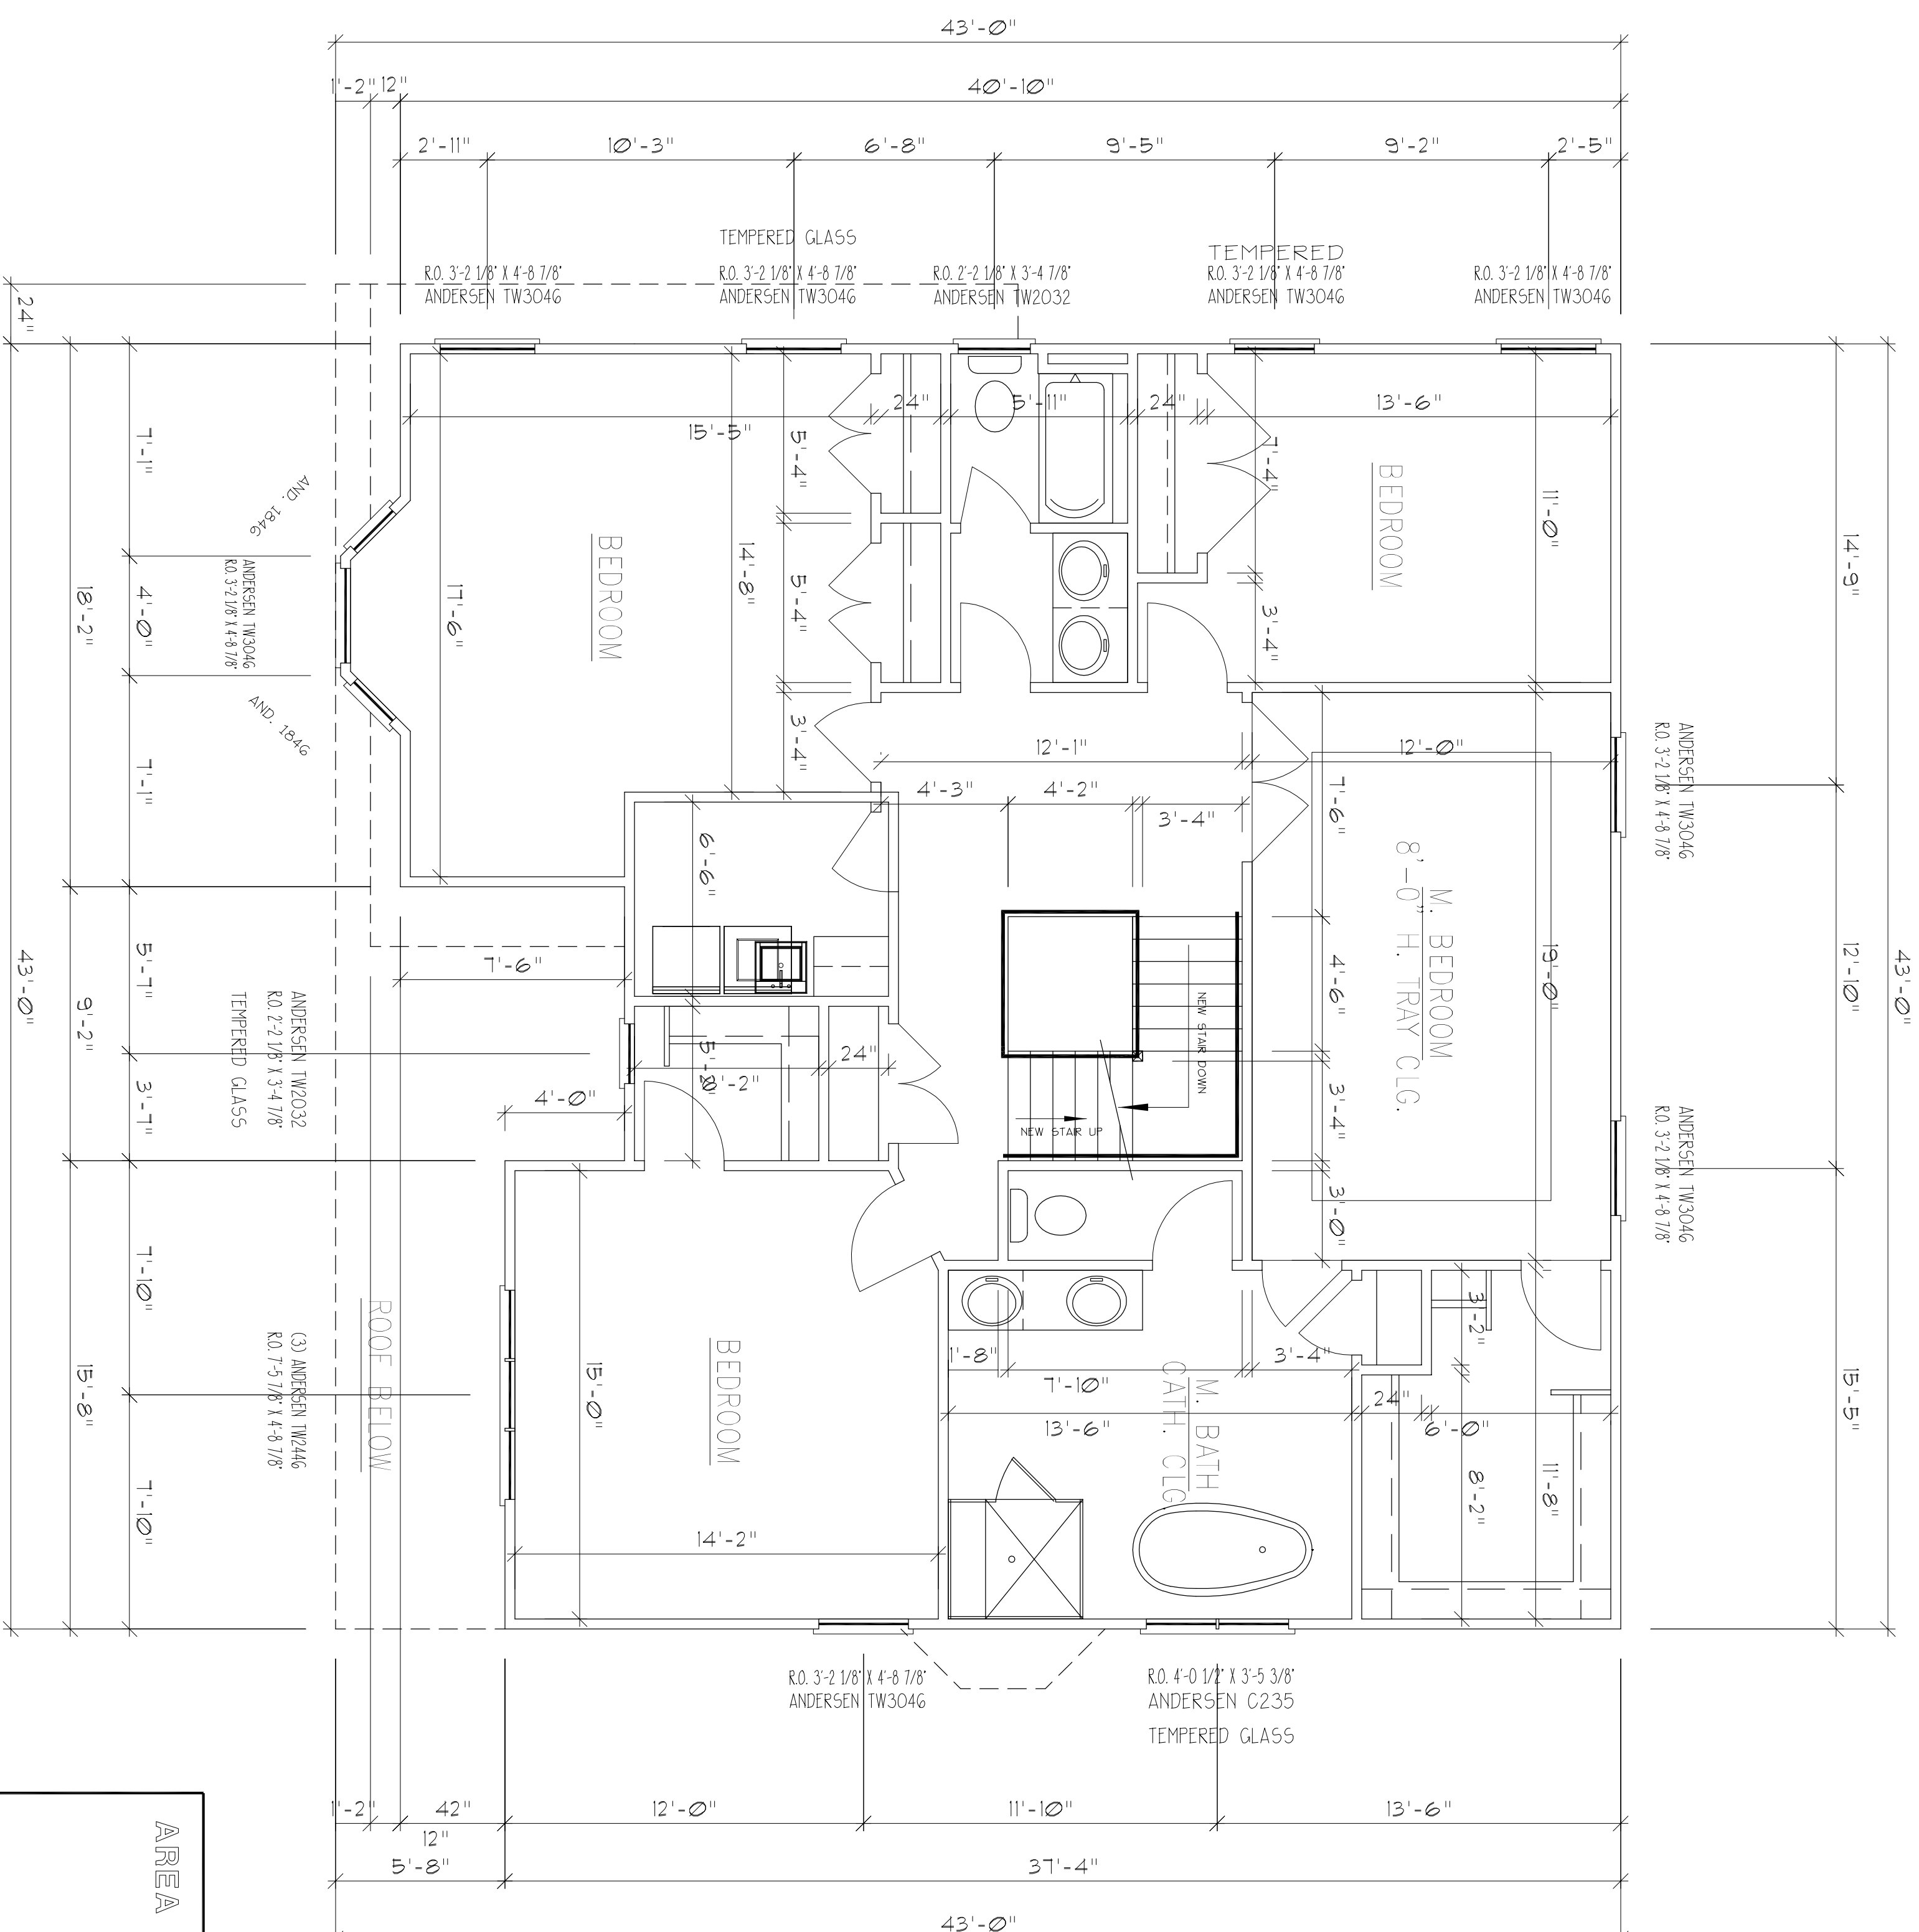 43'-0"
1'-2"
12"
40'-10"
2'-11"
10'-3"
6'-8"
9'-5"
9'-2"
2'-5"
TEMPERED GLASS
TEMPERED
R.O. 3'-2 1/8" X 4'-8 7/8"
ANDERSEN TW3046
R.O. 3'-2 1/8" X 4'-8 7/8"
ANDERSEN TW3046
R.O. 2'-2 1/8" X 3'-4 7/8"
ANDERSEN TW2032
R.O. 3'-2 1/8" X 4'-8 7/8"
ANDERSEN TW3046
R.O. 3'-2 1/8" X 4'-8 7/8"
ANDERSEN TW3046
24"
43'-0"
18'-2"
9'-2"
15'-8"
7'-1"
4'-0"
7'-1"
5'-7"
3'-7"
7'-10"
7'-10"
AND. 1846
ANDERSEN TW3046
R.O. 3'-2 1/8" X 4'-8 7/8"
AND. 1846
ANDERSEN TW2032
R.O. 2'-2 1/8" X 3'-4 7/8"
TEMPERED GLASS
(3) ANDERSEN TW2446
R.O. 7'-5 7/8" X 4'-8 7/8"
ROOF BELOW
15'-5"
24"
5'-11"
24"
13'-6"
BEDROOM
17'-6"
14'-8"
5'-4"
5'-4"
3'-4"
7'-4"
3'-4"
BEDROOM
11'-0"
12'-1"
12'-0"
4'-3"
4'-2"
3'-4"
7'-6"
4'-6"
3'-4"
3'-0"
M. BEDROOM
8'-0" H. TRAY CLG.
19'-0"
6'-6"
7'-6"
5'-2"
24"
4'-0"
NEW STAIR DOWN
NEW STAIR UP
BEDROOM
15'-0"
14'-2"
1'-8"
7'-10"
3'-4"
13'-6"
M. BATH
CATH. CLG.
24"
6'-0"
3'-2"
8'-2"
11'-8"
ANDERSEN TW3046
R.O. 3'-2 1/8" X 4'-8 7/8"
ANDERSEN TW3046
R.O. 3'-2 1/8" X 4'-8 7/8"
14'-9"
12'-10"
15'-5"
43'-0"
R.O. 3'-2 1/8" X 4'-8 7/8"
ANDERSEN TW3046
R.O. 4'-0 1/2" X 3'-5 3/8"
ANDERSEN C235
TEMPERED GLASS
1'-2"
42"
12'-0"
11'-10"
13'-6"
12"
5'-8"
37'-4"
43'-0"
AREA